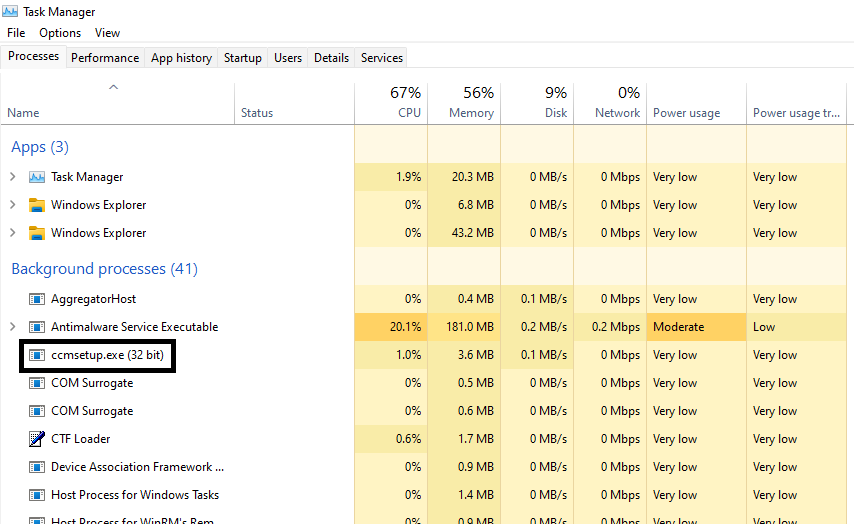 Task Manager
File Options View
Processes Performance App history Startup Users Details Services
67% 56% 9% 0%
Name Status CPU Memory Disk Network Power usage Power usage tr...
Apps (3)
Task Manager 1.9% 20.3 MB 0 MB/s 0 Mbps Very low Very low
Windows Explorer 0% 6.8 MB 0 MB/s 0 Mbps Very low Very low
Windows Explorer 0% 43.2 MB 0 MB/s 0 Mbps Very low Very low
Background processes (41)
AggregatorHost 0% 0.4 MB 0.1 MB/s 0 Mbps Very low Very low
Antimalware Service Executable 20.1% 181.0 MB 0.2 MB/s 0.2 Mbps Moderate Low
ccmsetup.exe (32 bit) 1.0% 3.6 MB 0.1 MB/s 0 Mbps Very low Very low
COM Surrogate 0% 0.5 MB 0 MB/s 0 Mbps Very low Very low
COM Surrogate 0% 0.6 MB 0 MB/s 0 Mbps Very low Very low
CTF Loader 0.6% 1.7 MB 0 MB/s 0 Mbps Very low Very low
Device Association Framework ... 0% 0.9 MB 0 MB/s 0 Mbps Very low Very low
Host Process for Windows Tasks 0% 1.4 MB 0 MB/s 0 Mbps Very low Very low
Host Process for WinRM's Rem... 0% 0.9 MB 0 MB/s 0 Mbps Very low Very low